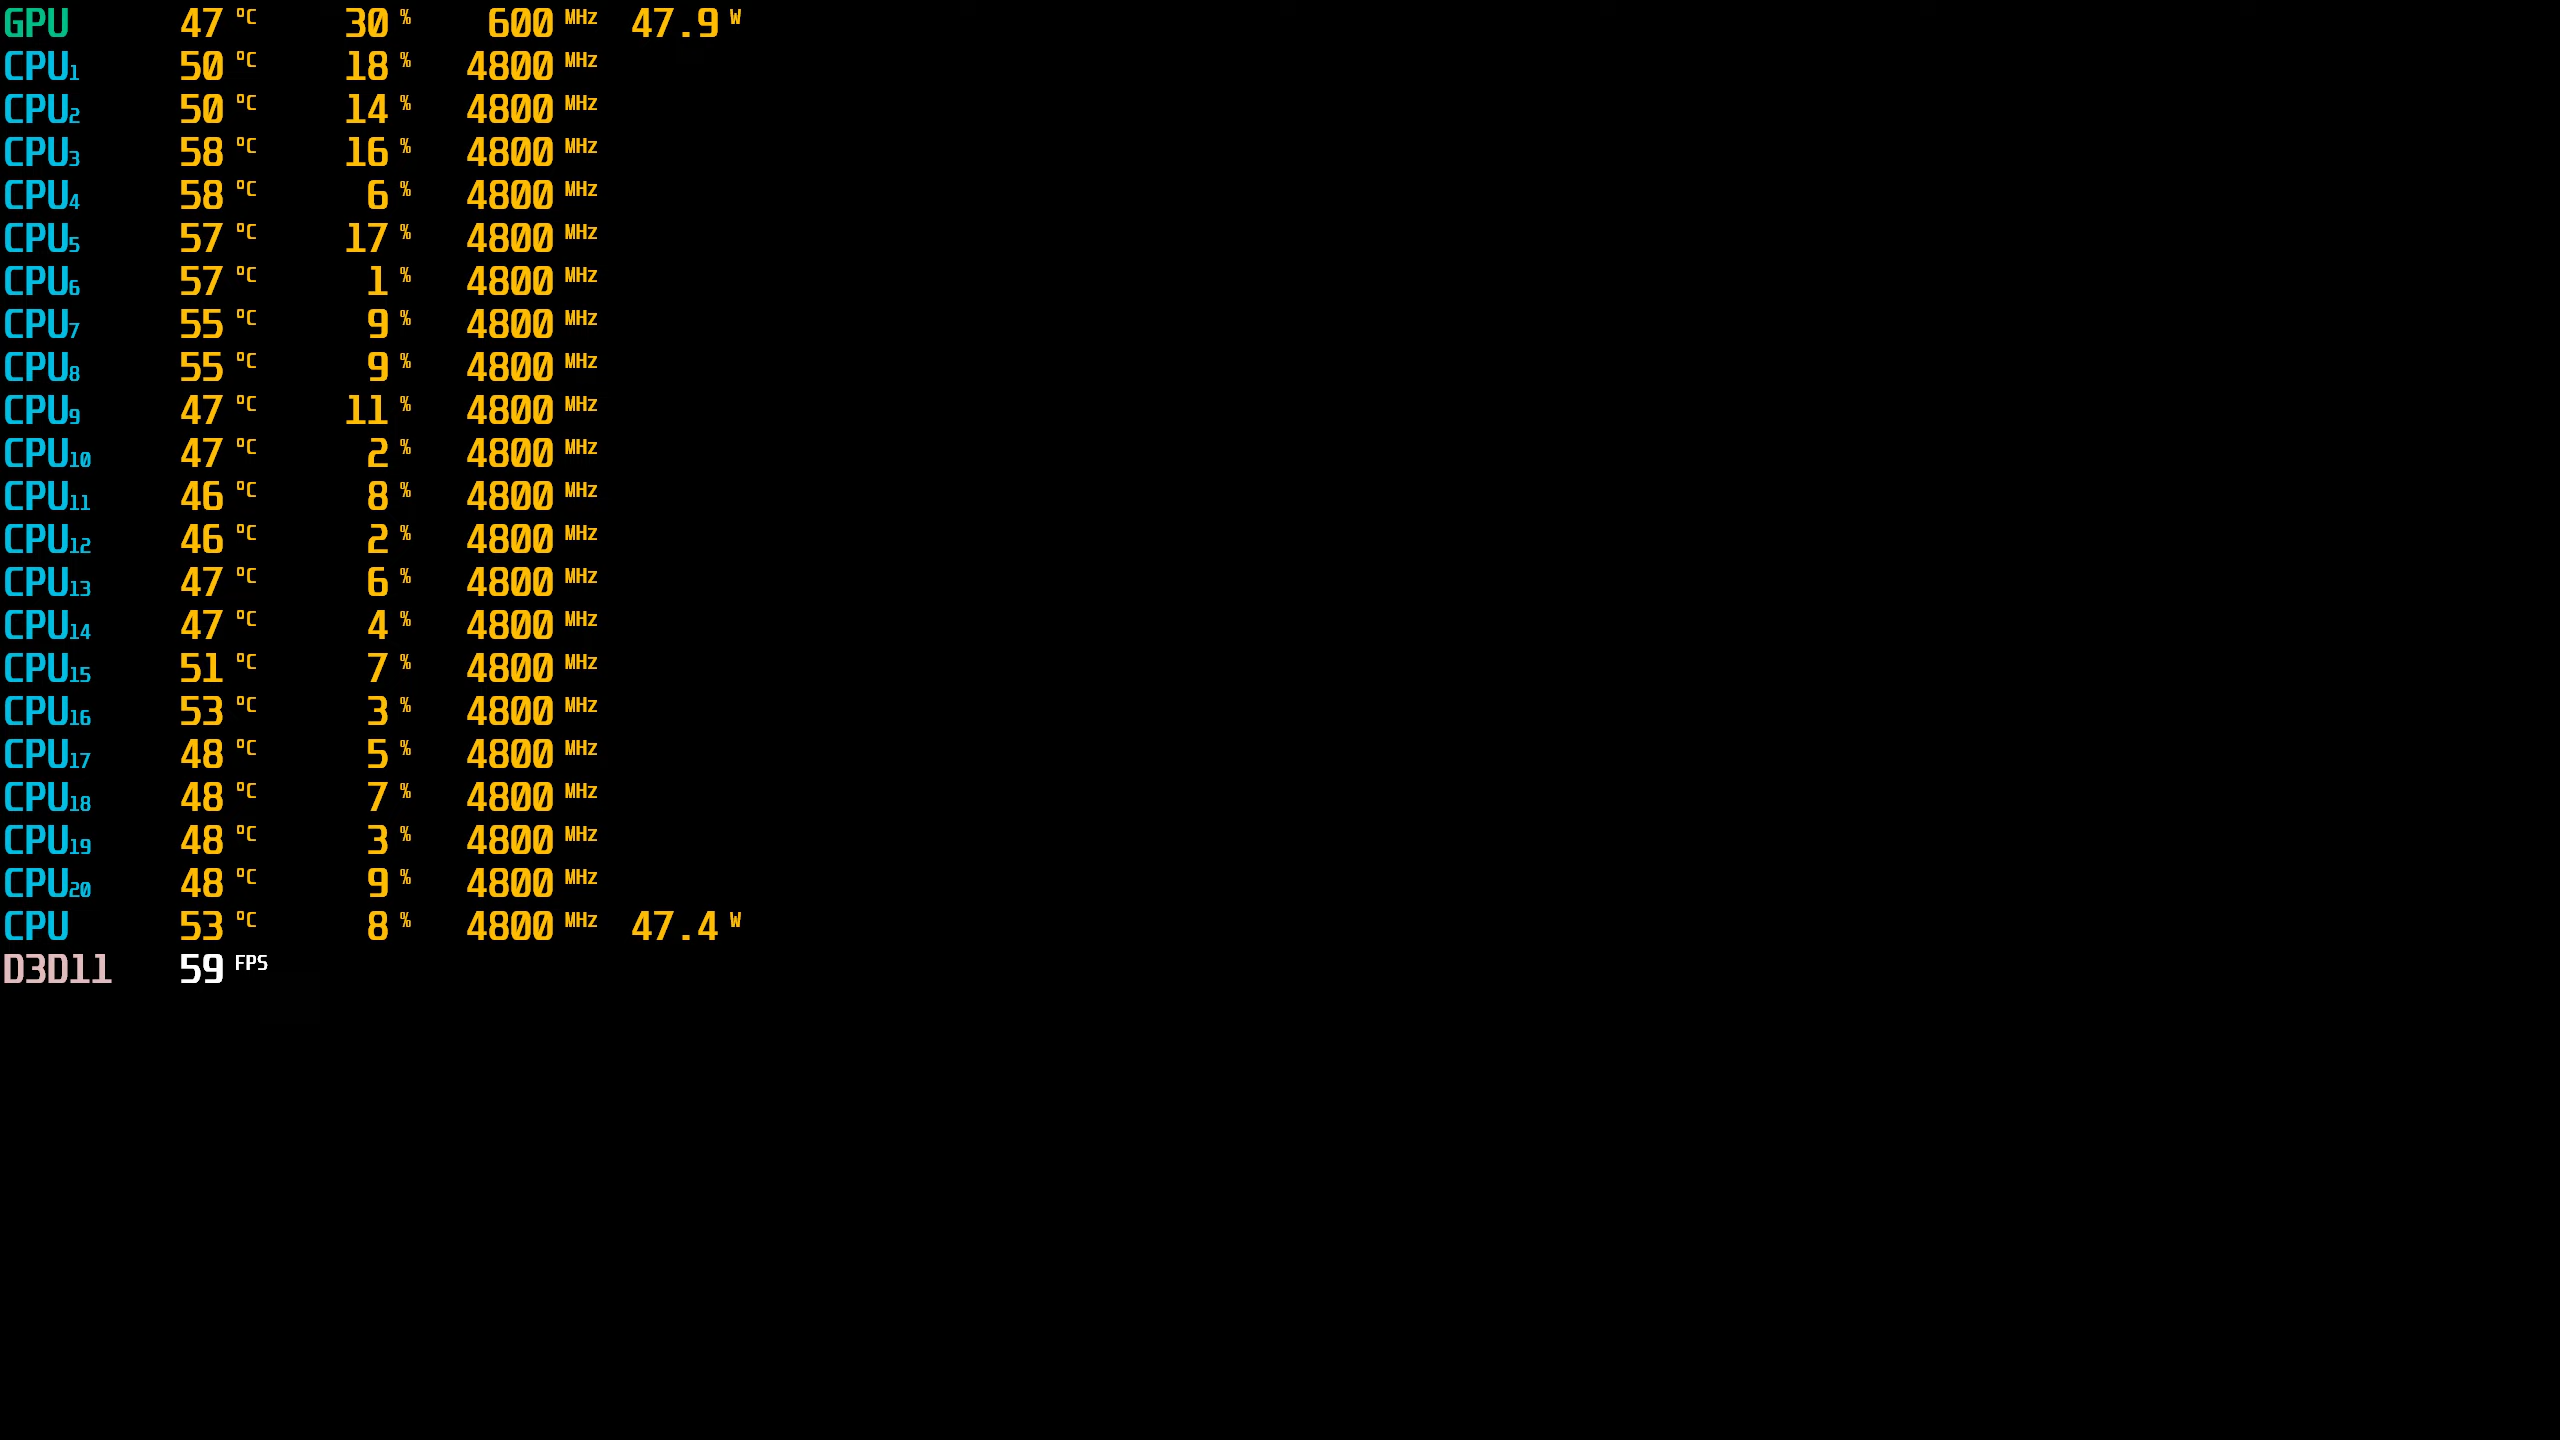 GPU 47 °C 30 % 600 MHz 47.9 W
CPU1 50 °C 18 % 4800 MHz
CPU2 50 °C 14 % 4800 MHz
CPU3 58 °C 16 % 4800 MHz
CPU4 58 °C 6 % 4800 MHz
CPU5 57 °C 17 % 4800 MHz
CPU6 57 °C 1 % 4800 MHz
CPU7 55 °C 9 % 4800 MHz
CPU8 55 °C 9 % 4800 MHz
CPU9 47 °C 11 % 4800 MHz
CPU10 47 °C 2 % 4800 MHz
CPU11 46 °C 8 % 4800 MHz
CPU12 46 °C 2 % 4800 MHz
CPU13 47 °C 6 % 4800 MHz
CPU14 47 °C 4 % 4800 MHz
CPU15 51 °C 7 % 4800 MHz
CPU16 53 °C 3 % 4800 MHz
CPU17 48 °C 5 % 4800 MHz
CPU18 48 °C 7 % 4800 MHz
CPU19 48 °C 3 % 4800 MHz
CPU20 48 °C 9 % 4800 MHz
CPU 53 °C 8 % 4800 MHz 47.4 W
D3D11 59 FPS